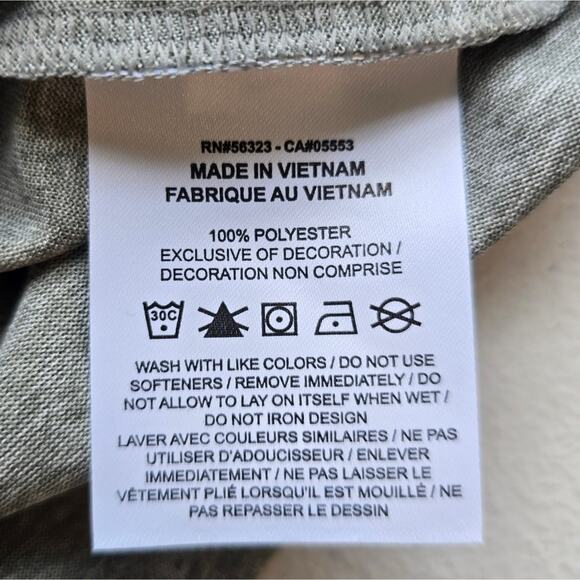 RN#56323 - CA#05553
MADE IN VIETNAM
FABRIQUE AU VIETNAM
100% POLYESTER
EXCLUSIVE OF DECORATION /
DECORATION NON COMPRISE
30C
WASH WITH LIKE COLORS / DO NOT USE
SOFTENERS / REMOVE IMMEDIATELY / DO
NOT ALLOW TO LAY ON ITSELF WHEN WET /
DO NOT IRON DESIGN
LAVER AVEC COULEURS SIMILAIRES / NE PAS
UTILISER D'ADOUCISSEUR / ENLEVER
IMMEDIATEMENT / NE PAS LAISSER LE
VÊTEMENT PLIÉ LORSQU'IL EST MOUILLÉ / NE
PAS REPASSER LE DESSIN